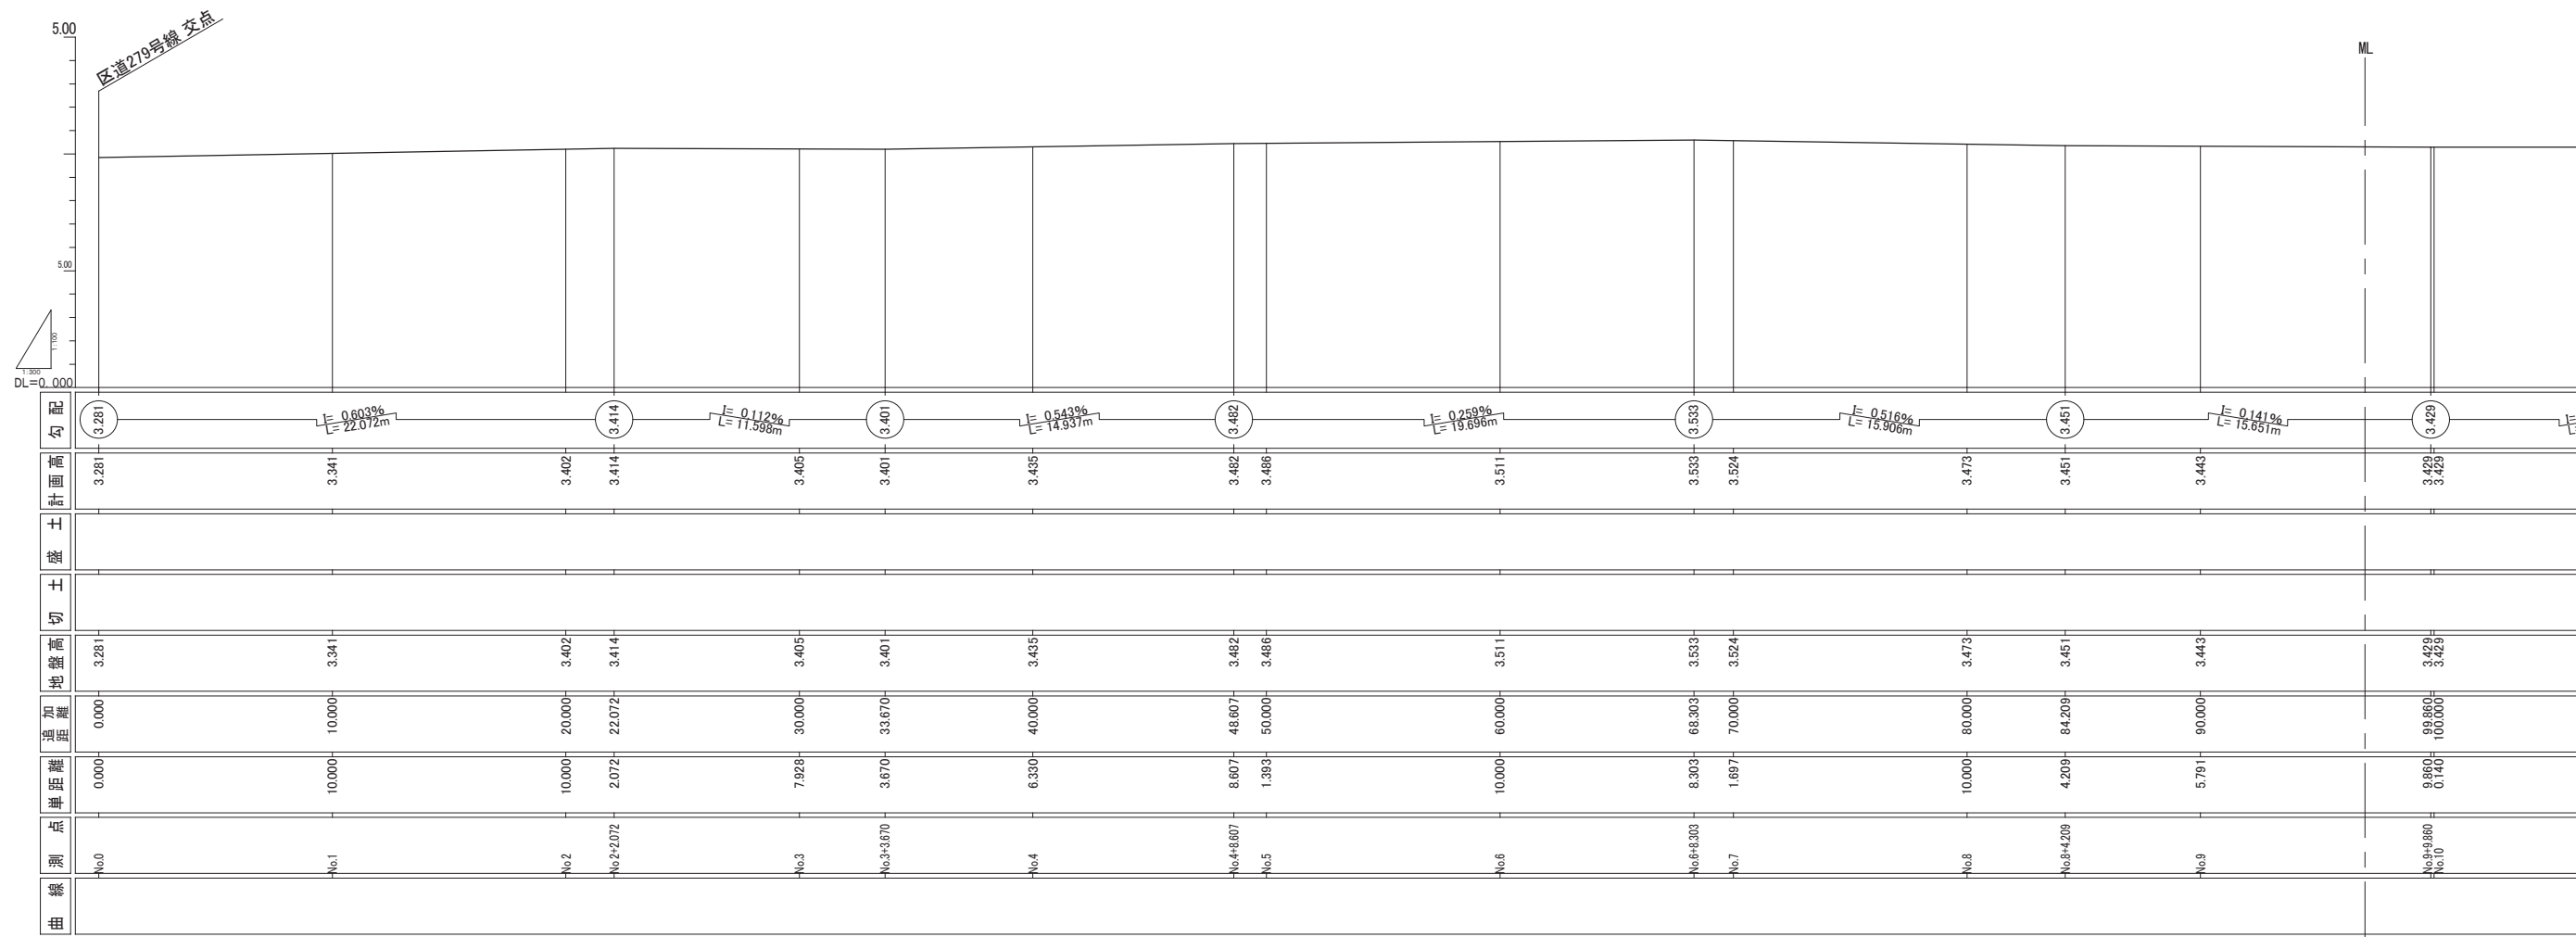 区道279号線 交点
ML
5.00
5.00
1:100
1:300
DL=0.000
勾配
3.281
I= 0.603%
L= 22.072m
3.414
I= 0.112%
L= 11.598m
3.401
I= 0.543%
L= 14.937m
3.482
I= 0.259%
L= 19.696m
3.533
I= 0.516%
L= 15.906m
3.451
I= 0.141%
L= 15.651m
3.429
I=
計画高
3.281 3.341 3.402 3.414 3.405 3.401 3.435 3.482 3.486 3.511 3.533 3.524 3.473 3.451 3.443 3.429 3.429
盛土
切土
地盤高
3.281 3.341 3.402 3.414 3.405 3.401 3.435 3.482 3.486 3.511 3.533 3.524 3.473 3.451 3.443 3.429 3.429
追加距離
0.000 10.000 20.000 22.072 30.000 33.670 40.000 48.607 50.000 60.000 68.303 70.000 80.000 84.209 90.000 99.860 100.000
単距離
0.000 10.000 10.000 2.072 7.928 3.670 6.330 8.607 1.393 10.000 8.303 1.697 10.000 4.209 5.791 9.860 0.140
測点
No.0 No.1 No 2 No 2+2.072 No.3 No.3+3.670 No.4 No.4+8.607 No.5 No.6 No.6+8.303 No.7 No.8 No.8+4.209 No.9 No.9+9.860 No.10
曲線